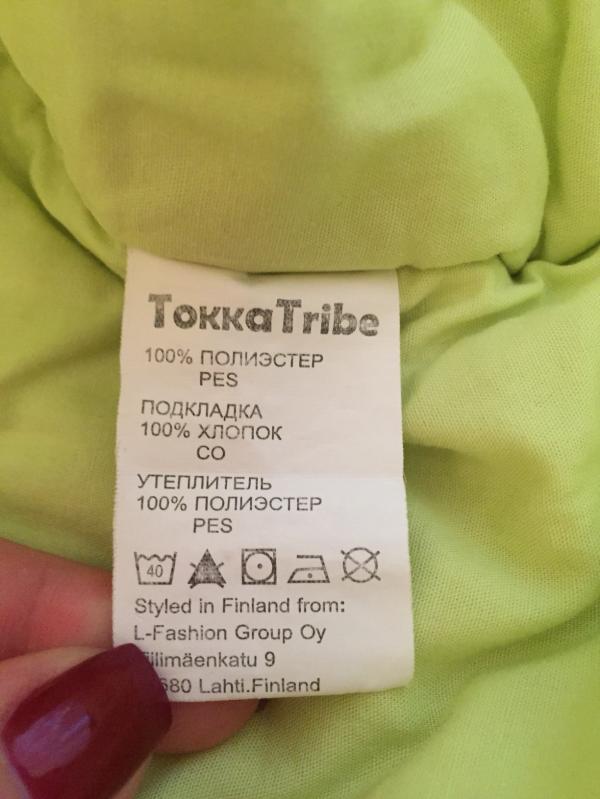 TokkaTribe
100% ПОЛИЭСТЕР
PES
ПОДКЛАДКА
100% ХЛОПОК
CO
УТЕПЛИТЕЛЬ
100% ПОЛИЭСТЕР
PES
40
Styled in Finland from:
L-Fashion Group Oy
9
Lahti.Finland